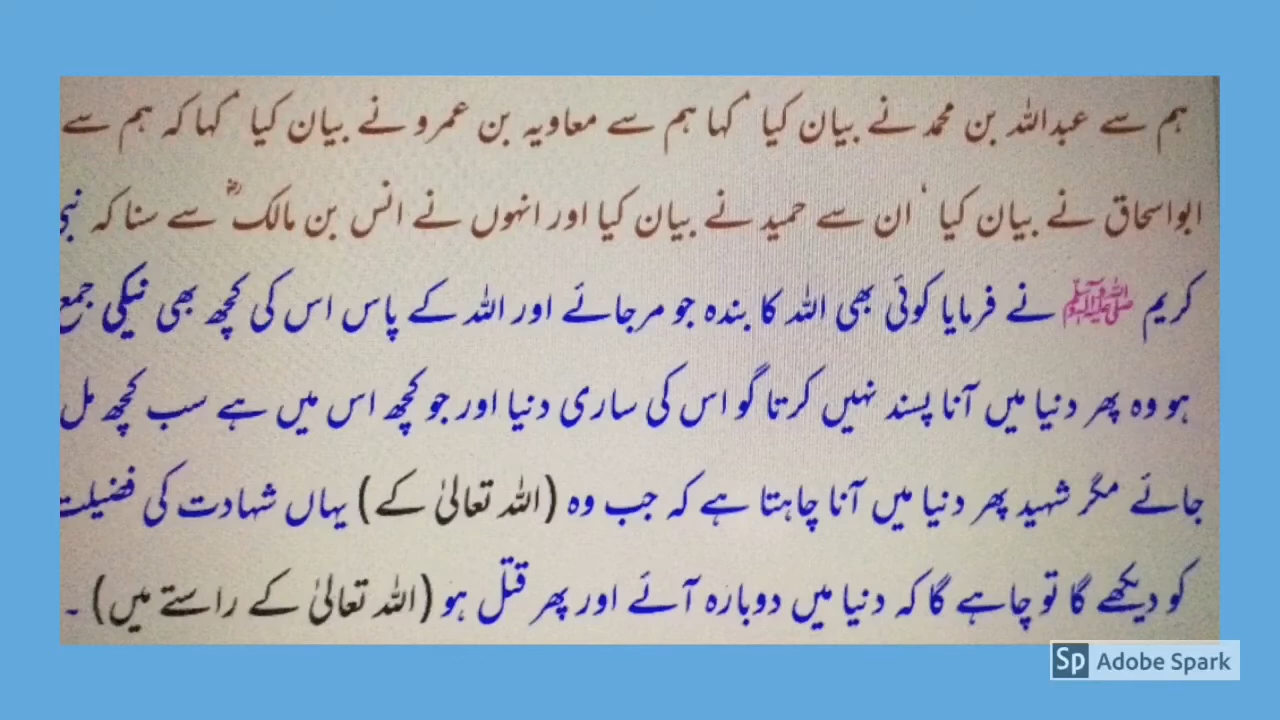 ہم سے عبداللہ بن محمد نے بیان کیا ‘ کہا ہم سے معاویہ بن عمرو نے بیان کیا ‘ کہا کہ ہم سے
ابواسحاق نے بیان کیا ‘ ان سے حمید نے بیان کیا اور انہوں نے انس بن مالک ؓ سے سنا کہ نبی
کریم ﷺ نے فرمایا کوئی بھی اللہ کا بندہ جو مرجائے اور اللہ کے پاس اس کی کچھ بھی نیکی جمع
ہو وہ پھر دنیا میں آنا پسند نہیں کرتا گو اس کی ساری دنیا اور جو کچھ اس میں ہے سب کچھ مل
جائے مگر شہید پھر دنیا میں آنا چاہتا ہے کہ جب وہ (اللہ تعالیٰ کے) یہاں شہادت کی فضیلت
کو دیکھے گا تو چاہے گا کہ دنیا میں دوبارہ آئے اور پھر قتل ہو (اللہ تعالیٰ کے راستے میں) ۔
Sp Adobe Spark